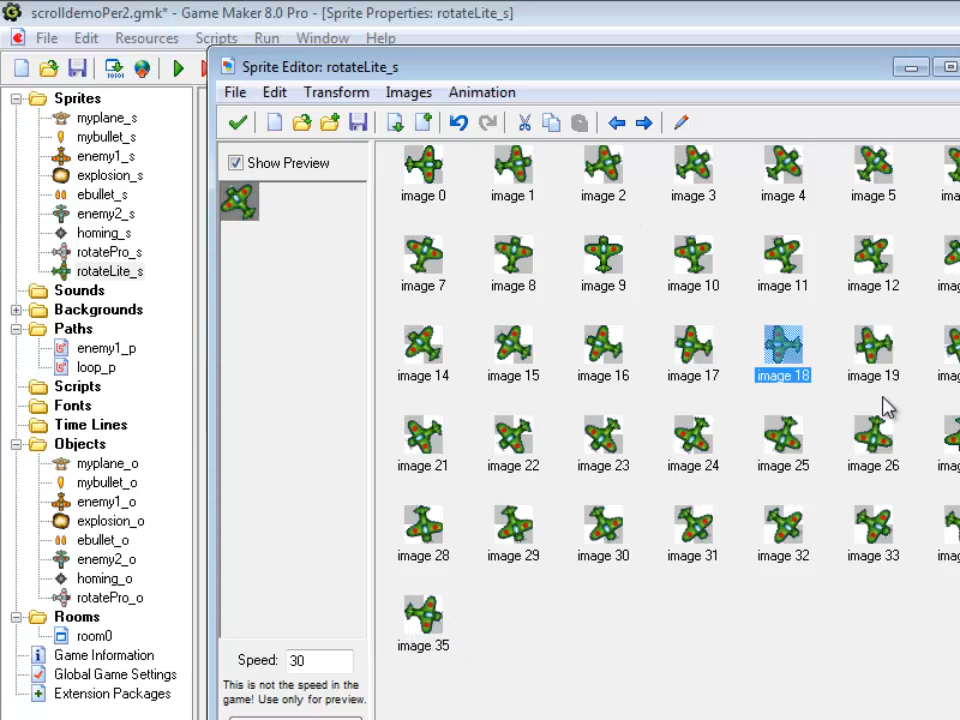 scrolldemoPer2.gmk* - Game Maker 8.0 Pro - [Sprite Properties: rotateLite_s]
File Edit Resources Scripts Run Window Help
Sprites
myplane_s
mybullet_s
enemy1_s
explosion_s
ebullet_s
enemy2_s
homing_s
rotatePro_s
rotateLite_s
Sounds
Backgrounds
Paths
enemy1_p
loop_p
Scripts
Fonts
Time Lines
Objects
myplane_o
mybullet_o
enemy1_o
explosion_o
ebullet_o
enemy2_o
homing_o
rotatePro_o
Rooms
room0
Game Information
Global Game Settings
Extension Packages
Sprite Editor: rotateLite_s
File Edit Transform Images Animation
Show Preview
image 0 image 1 image 2 image 3 image 4 image 5
image 7 image 8 image 9 image 10 image 11 image 12
image 14 image 15 image 16 image 17 image 18 image 19
image 21 image 22 image 23 image 24 image 25 image 26
image 28 image 29 image 30 image 31 image 32 image 33
image 35
Speed: 30
This is not the speed in the
game! Use only for preview.